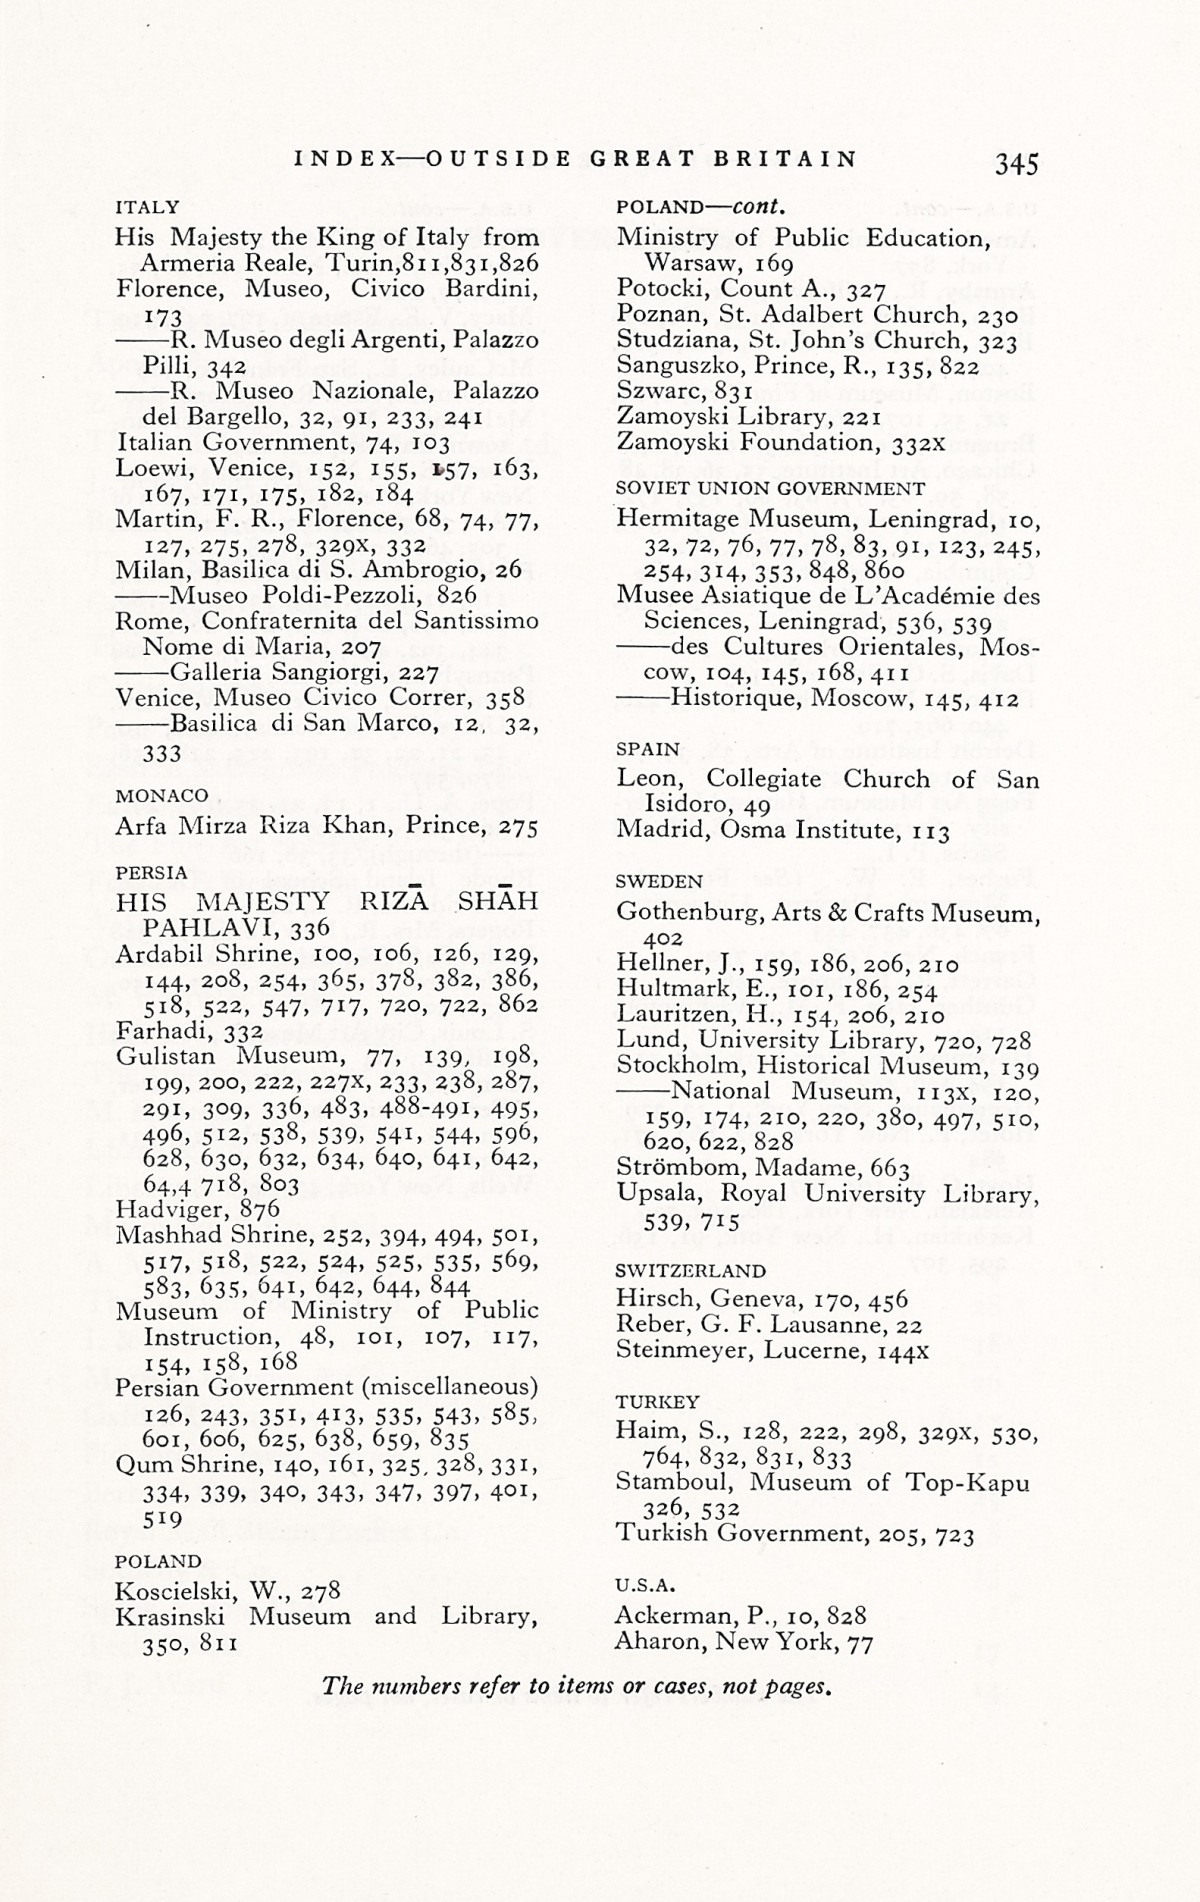 INDEX—OUTSIDE GREAT BRITAIN 345
ITALY
His Majesty the King of Italy from
Armeria Reale, Turin,811,831,826
Florence, Museo, Civico Bardini,
173
——R. Museo degli Argenti, Palazzo
Pilli, 342
——R. Museo Nazionale, Palazzo
del Bargello, 32, 91, 233, 241
Italian Government, 74, 103
Loewi, Venice, 152, 155, 157, 163,
167, 171, 175, 182, 184
Martin, F. R., Florence, 68, 74, 77,
127, 275, 278, 329X, 332
Milan, Basilica di S. Ambrogio, 26
——Museo Poldi-Pezzoli, 826
Rome, Confraternita del Santissimo
Nome di Maria, 207
——Galleria Sangiorgi, 227
Venice, Museo Civico Correr, 358
——Basilica di San Marco, 12, 32,
333
MONACO
Arfa Mirza Riza Khan, Prince, 275
PERSIA
HIS MAJESTY RIZĀ SHĀH
PAHLAVI, 336
Ardabil Shrine, 100, 106, 126, 129,
144, 208, 254, 365, 378, 382, 386,
518, 522, 547, 717, 720, 722, 862
Farhadi, 332
Gulistan Museum, 77, 139, 198,
199, 200, 222, 227X, 233, 238, 287,
291, 309, 336, 483, 488-491, 495,
496, 512, 538, 539, 541, 544, 596,
628, 630, 632, 634, 640, 641, 642,
64,4 718, 803
Hadviger, 876
Mashhad Shrine, 252, 394, 494, 501,
517, 518, 522, 524, 525, 535, 569,
583, 635, 641, 642, 644, 844
Museum of Ministry of Public
Instruction, 48, 101, 107, 117,
154, 158, 168
Persian Government (miscellaneous)
126, 243, 351, 413, 535, 543, 585,
601, 606, 625, 638, 659, 835
Qum Shrine, 140, 161, 325, 328, 331,
334, 339, 340, 343, 347, 397, 401,
519
POLAND
Koscielski, W., 278
Krasinski Museum and Library,
350, 811
POLAND—cont.
Ministry of Public Education,
Warsaw, 169
Potocki, Count A., 327
Poznan, St. Adalbert Church, 230
Studziana, St. John's Church, 323
Sanguszko, Prince, R., 135, 822
Szwarc, 831
Zamoyski Library, 221
Zamoyski Foundation, 332X
SOVIET UNION GOVERNMENT
Hermitage Museum, Leningrad, 10,
32, 72, 76, 77, 78, 83, 91, 123, 245,
254, 314, 353, 848, 860
Musee Asiatique de L'Académie des
Sciences, Leningrad, 536, 539
——des Cultures Orientales, Mos-
cow, 104, 145, 168, 411
——Historique, Moscow, 145, 412
SPAIN
Leon, Collegiate Church of San
Isidoro, 49
Madrid, Osma Institute, 113
SWEDEN
Gothenburg, Arts & Crafts Museum,
402
Hellner, J., 159, 186, 206, 210
Hultmark, E., 101, 186, 254
Lauritzen, H., 154, 206, 210
Lund, University Library, 720, 728
Stockholm, Historical Museum, 139
——National Museum, 113X, 120,
159, 174, 210, 220, 380, 497, 510,
620, 622, 828
Strömbom, Madame, 663
Upsala, Royal University Library,
539, 715
SWITZERLAND
Hirsch, Geneva, 170, 456
Reber, G. F. Lausanne, 22
Steinmeyer, Lucerne, 144X
TURKEY
Haim, S., 128, 222, 298, 329X, 530,
764, 832, 831, 833
Stamboul, Museum of Top-Kapu
326, 532
Turkish Government, 205, 723
U.S.A.
Ackerman, P., 10, 828
Aharon, New York, 77
The numbers refer to items or cases, not pages.